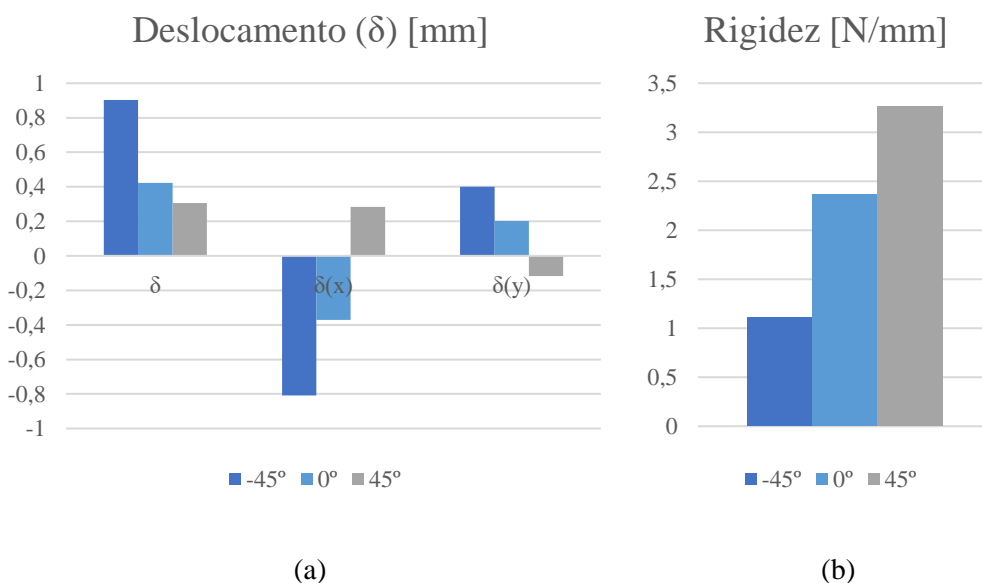 Deslocamento (δ) [mm]
1
0,8
0,6
0,4
0,2
0
-0,2
-0,4
-0,6
-0,8
-1
δ
δ(x)
δ(y)
-45º 0º 45º
(a)
Rigidez [N/mm]
3,5
3
2,5
2
1,5
1
0,5
0
-45º 0º 45º
(b)